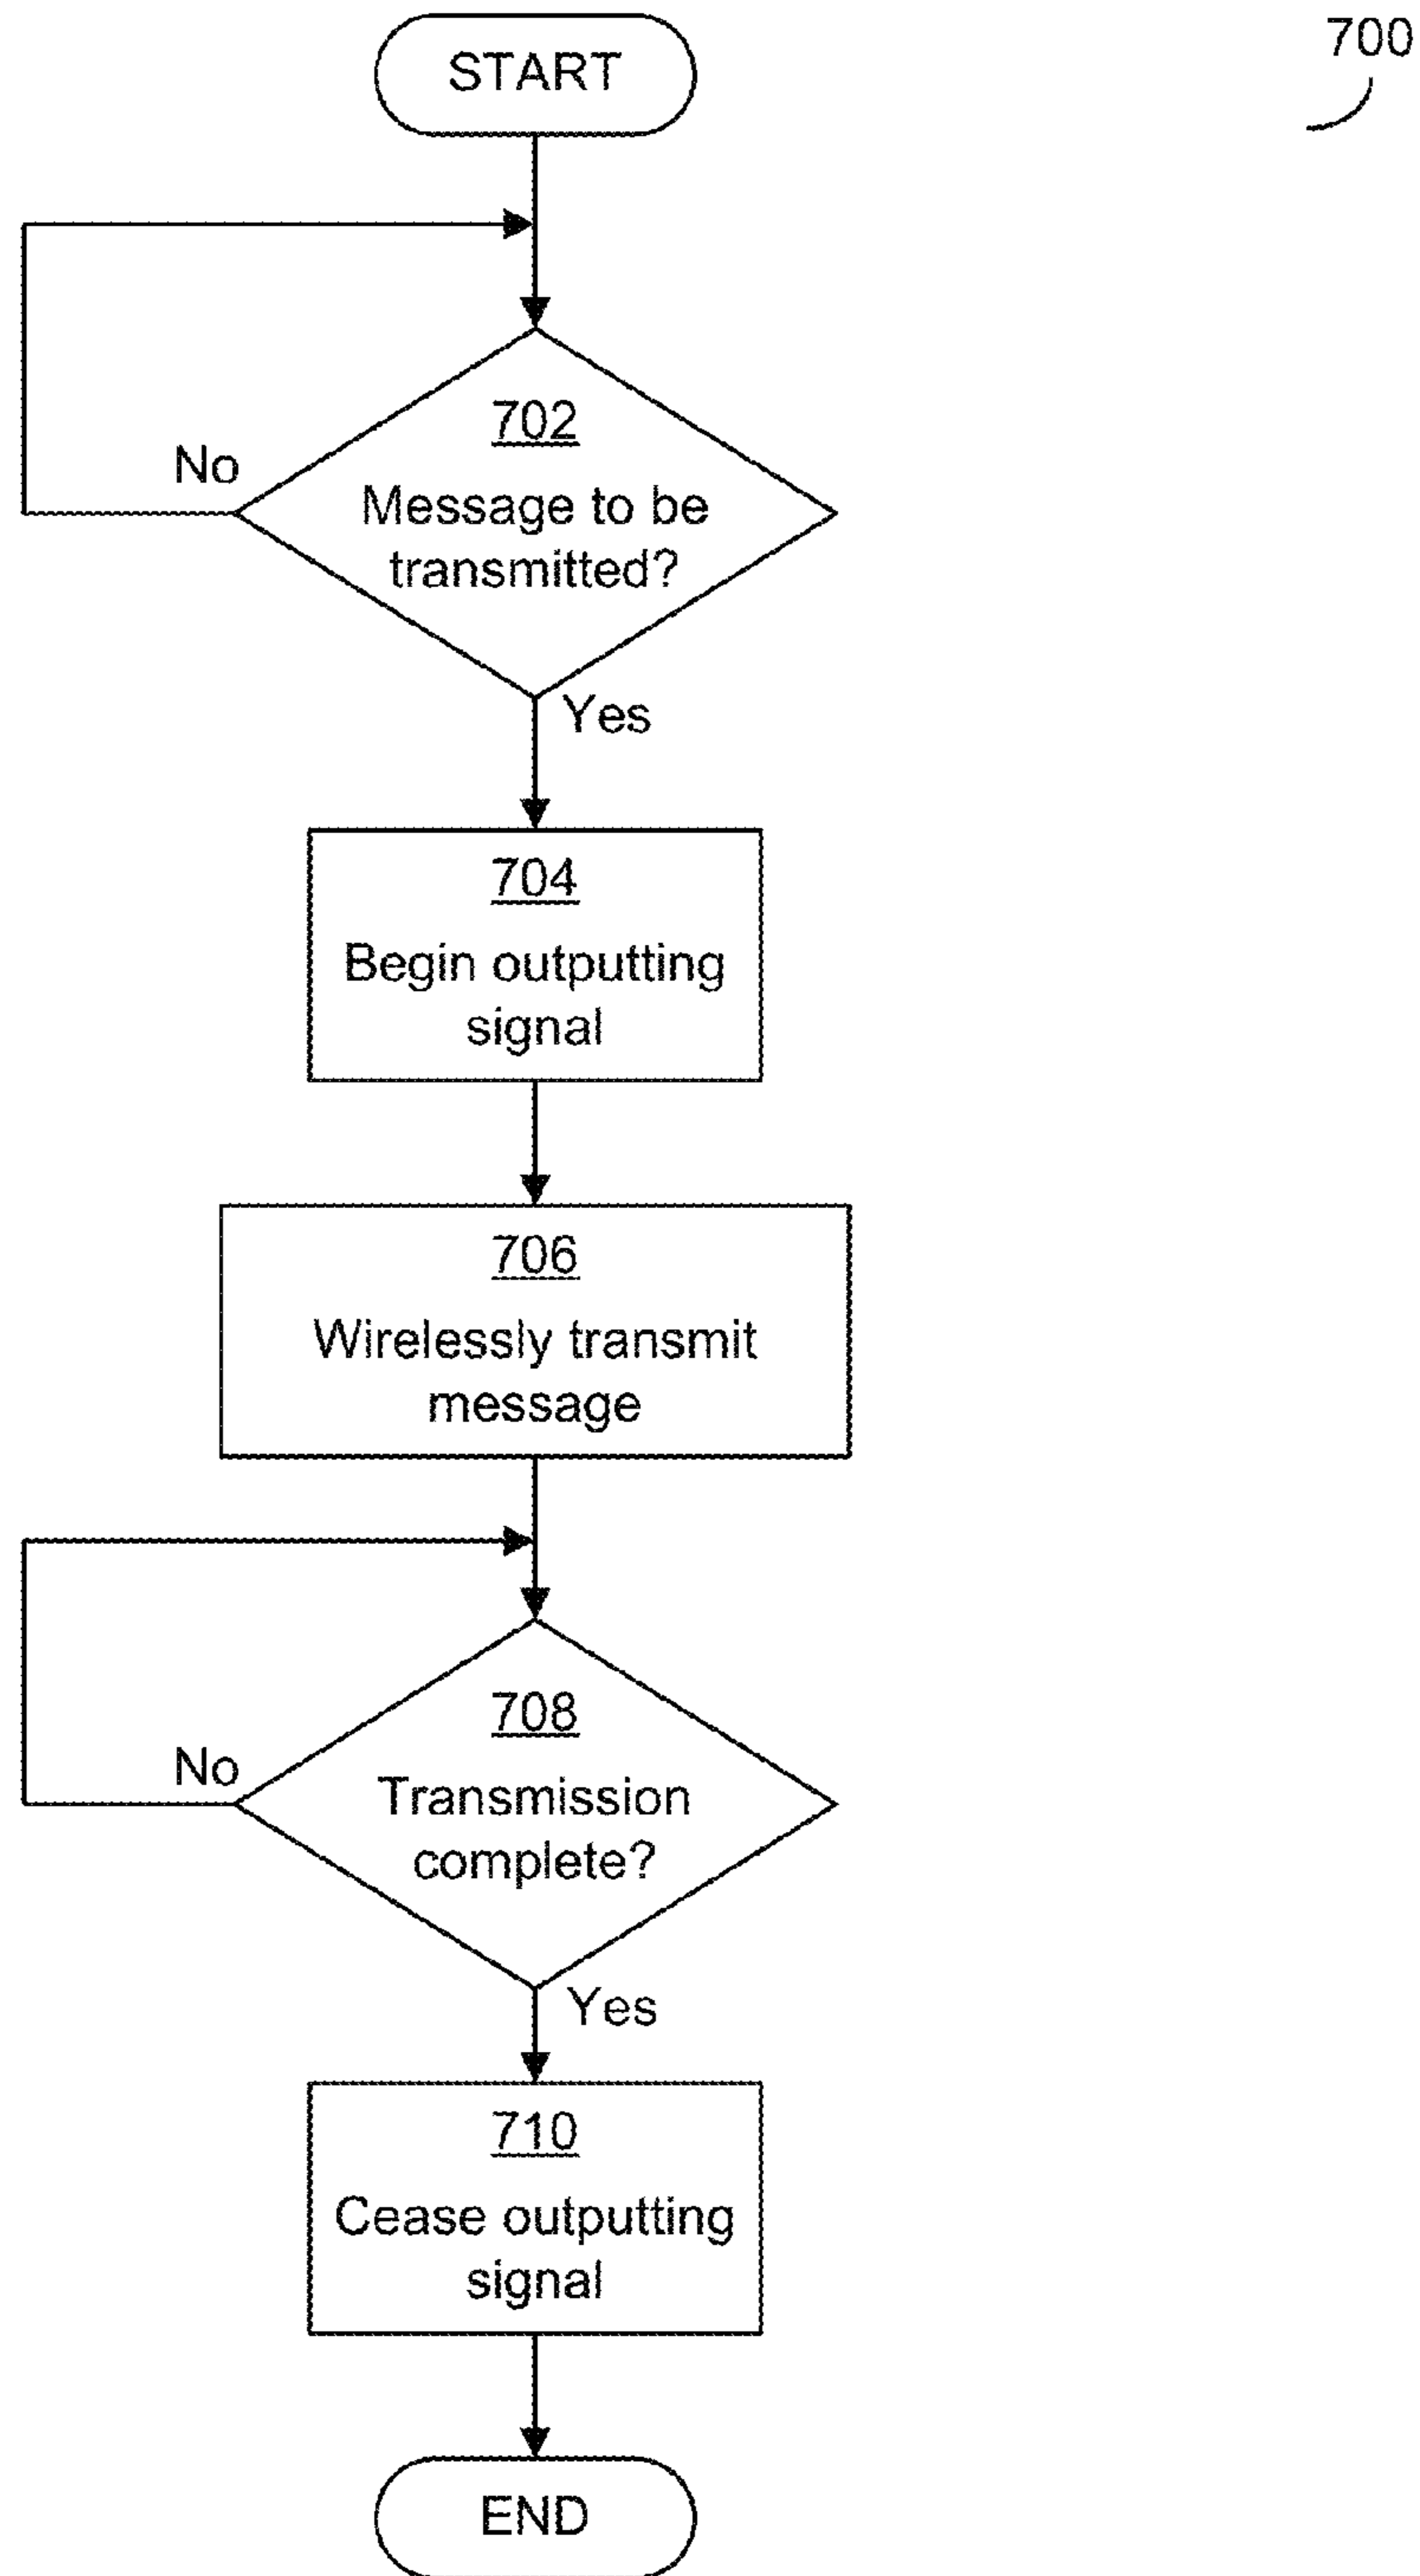 START
700
702
No
Message to be
transmitted?
Yes
704
Begin outputting
signal
706
Wirelessly transmit
message
708
No
Transmission
complete?
Yes
710
Cease outputting
signal
END